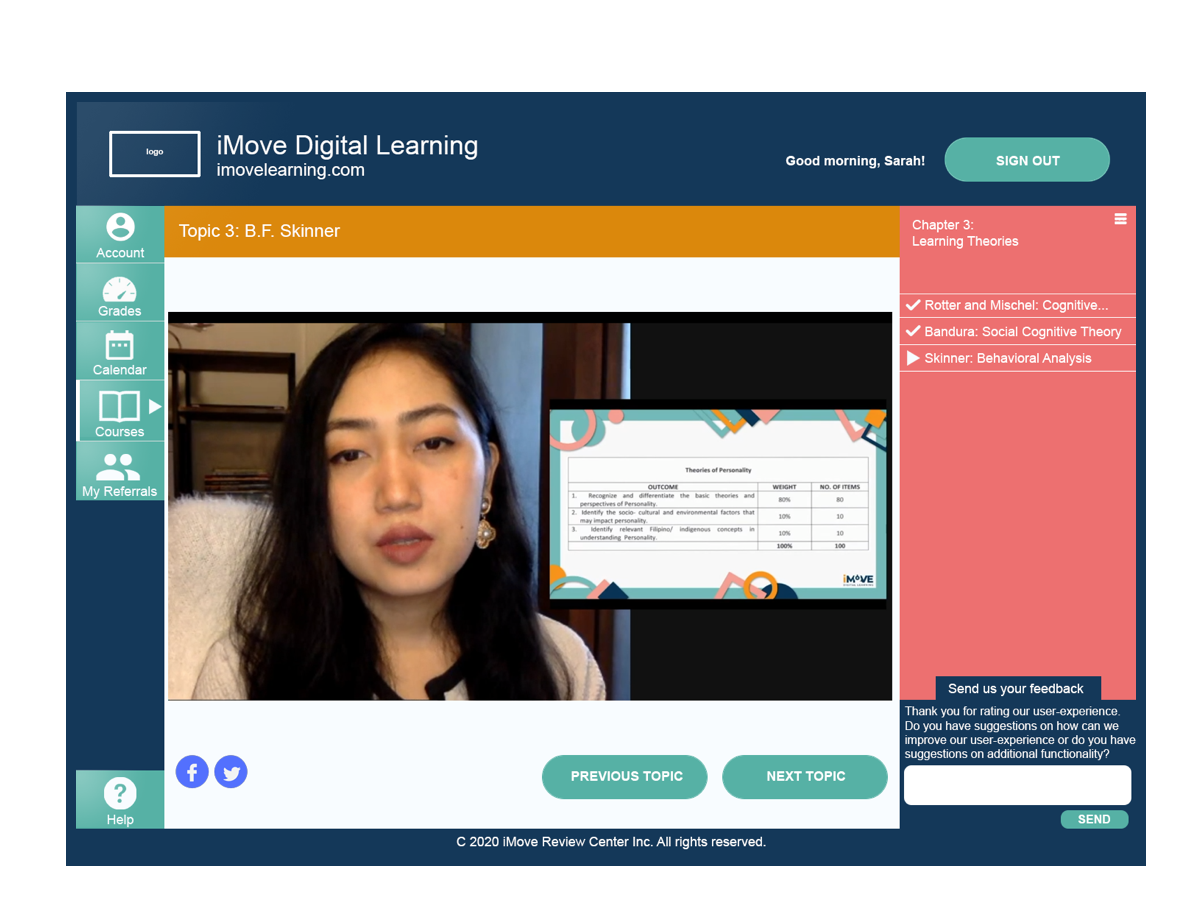 logo
iMove Digital Learning
imovelearning.com
Good morning, Sarah!
SIGN OUT
Account
Grades
Calendar
Courses
My Referrals
Help
Topic 3: B.F. Skinner
Theories of Personality
OUTCOME WEIGHT NO. OF ITEMS
1. Recognize and differentiate the basic theories and
perspectives of Personality. 80% 80
2. Identify the socio- cultural and environmental factors that
may impact personality. 10% 10
3. Identify relevant Filipino/ indigenous concepts in
understanding Personality. 10% 10
100% 100
iMOVE
DIGITAL LEARNING
PREVIOUS TOPIC
NEXT TOPIC
Chapter 3:
Learning Theories
Rotter and Mischel: Cognitive...
Bandura: Social Cognitive Theory
Skinner: Behavioral Analysis
Send us your feedback
Thank you for rating our user-experience.
Do you have suggestions on how can we
improve our user-experience or do you have
suggestions on additional functionality?
SEND
C 2020 iMove Review Center Inc. All rights reserved.